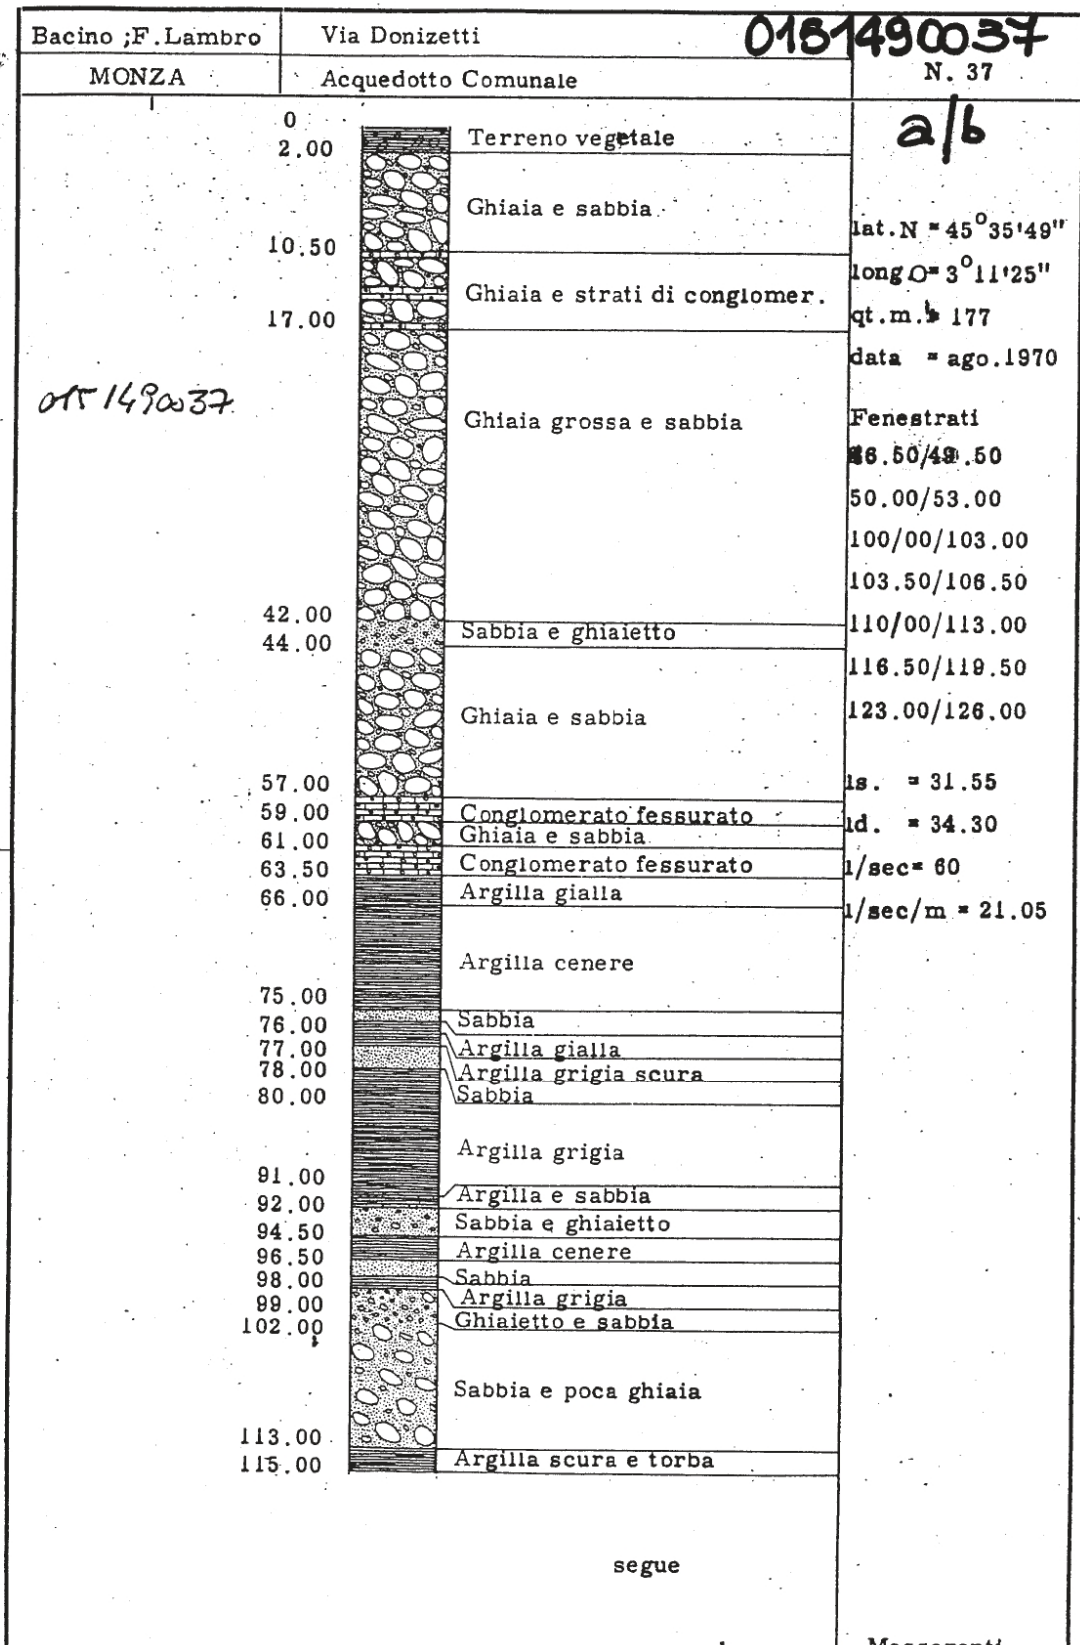 Bacino ;F.Lambro
Via Donizetti
0151490037
MONZA
Acquedotto Comunale
N. 37
a/b
0
Terreno vegetale
2.00
Ghiaia e sabbia
10.50
Ghiaia e strati di conglomer.
17.00
Ghiaia grossa e sabbia
42.00
Sabbia e ghiaietto
44.00
Ghiaia e sabbia
57.00
Conglomerato fessurato
59.00
Ghiaia e sabbia
61.00
Conglomerato fessurato
63.50
Argilla gialla
66.00
Argilla cenere
75.00
Sabbia
76.00
Argilla gialla
77.00
Argilla grigia scura
78.00
Sabbia
80.00
Argilla grigia
91.00
Argilla e sabbia
92.00
Sabbia e ghiaietto
94.50
Argilla cenere
96.50
Sabbia
98.00
Argilla grigia
99.00
Ghiaietto e sabbia
102.00
Sabbia e poca ghiaia
113.00
Argilla scura e torba
115.00
segue
0151490037
lat.N = 45°35'49"
long O= 3°11'25"
qt.m. 177
data = ago.1970
Fenestrati
50.00/53.00
100/00/103.00
103.50/106.50
110/00/113.00
116.50/119.50
123.00/126.00
ls. = 31.55
ld. = 34.30
l/sec= 60
l/sec/m = 21.05